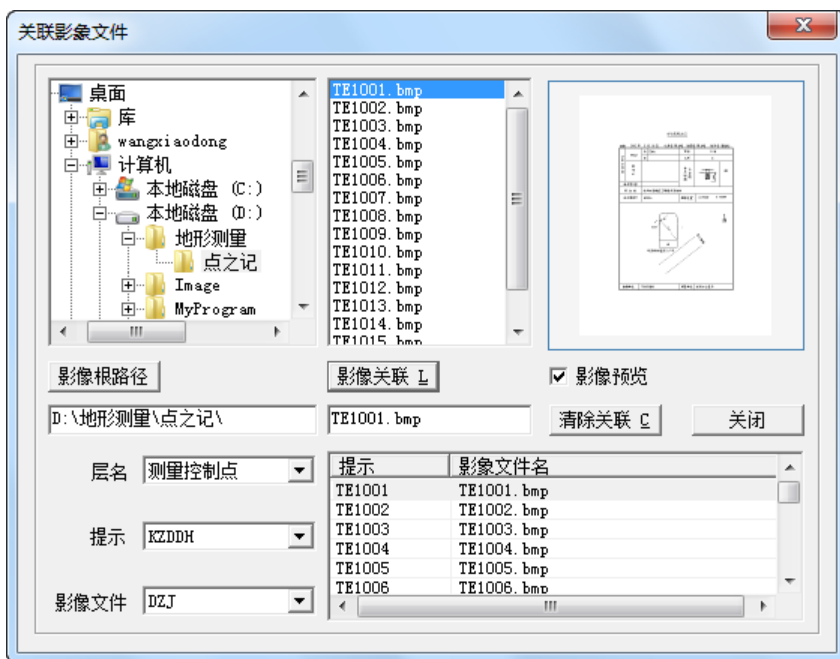 关联影象文件
桌面
库
wangxiaodong
计算机
本地磁盘 (C:)
本地磁盘 (D:)
地形测量
点之记
Image
MyProgram
TE1001.bmp
TE1002.bmp
TE1003.bmp
TE1004.bmp
TE1005.bmp
TE1006.bmp
TE1007.bmp
TE1008.bmp
TE1009.bmp
TE1010.bmp
TE1011.bmp
TE1012.bmp
TE1013.bmp
TE1014.bmp
TE1015.bmp
影像根路径
影像关联 L
影像预览
D:\地形测量\点之记\
TE1001.bmp
清除关联 C
关闭
层名 测量控制点
提示 KZDDH
影像文件 DZJ
提示 影象文件名
TE1001 TE1001.bmp
TE1002 TE1002.bmp
TE1003 TE1003.bmp
TE1004 TE1004.bmp
TE1005 TE1005.bmp
TE1006 TE1006.bmp